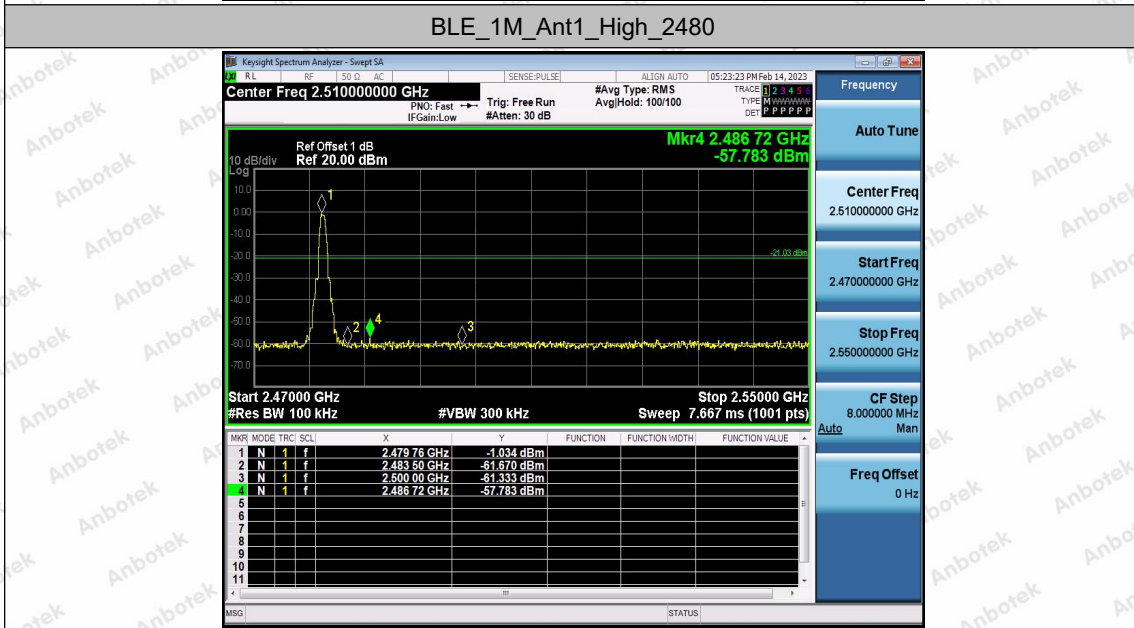 BLE_1M_Ant1_High_2480
Keysight Spectrum Analyzer - Swept SA
LXI RL RF 50 Ω AC SENSE:PULSE ALIGN AUTO 05:23:23 PM Feb 14, 2023
Center Freq 2.510000000 GHz
PNO: Fast
IFGain:Low
Trig: Free Run
#Atten: 30 dB
#Avg Type: RMS
Avg|Hold: 100/100
TRACE 1 2 3 4 5 6
TYPE M WWWWW
DET P P P P P P
Mkr4 2.486 72 GHz
-57.783 dBm
Ref Offset 1 dB
10 dB/div Ref 20.00 dBm
Log
10.0
0.00
-10.0
-20.0
-30.0
-40.0
-50.0
-60.0
-70.0
-21.03 dBm
1
2
4
3
Start 2.47000 GHz Stop 2.55000 GHz
#Res BW 100 kHz #VBW 300 kHz Sweep 7.667 ms (1001 pts)
MKR MODE TRC SCL X Y FUNCTION FUNCTION WIDTH FUNCTION VALUE
1 N 1 f 2.479 76 GHz -1.034 dBm
2 N 1 f 2.483 50 GHz -61.670 dBm
3 N 1 f 2.500 00 GHz -61.333 dBm
4 N 1 f 2.486 72 GHz -57.783 dBm
5
6
7
8
9
10
11
MSG STATUS
Frequency
Auto Tune
Center Freq
2.510000000 GHz
Start Freq
2.470000000 GHz
Stop Freq
2.550000000 GHz
CF Step
8.000000 MHz
Auto Man
Freq Offset
0 Hz
Anbotek